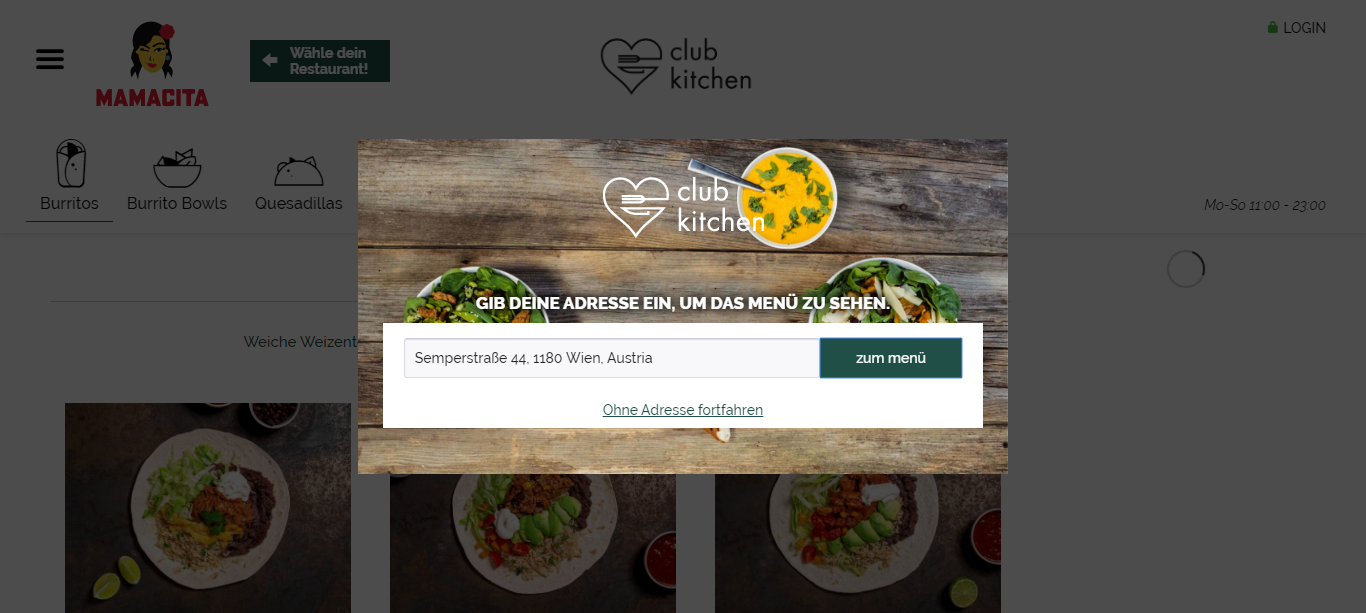 LOGIN
Wähle dein
Restaurant!
club
kitchen
MAMACITA
Burritos
Burrito Bowls
Quesadillas
Mo-So 11:00 - 23:00
club
kitchen
GIB DEINE ADRESSE EIN, UM DAS MENÜ ZU SEHEN.
Weiche Weizent
Semperstraße 44, 1180 Wien, Austria
zum menü
Ohne Adresse fortfahren